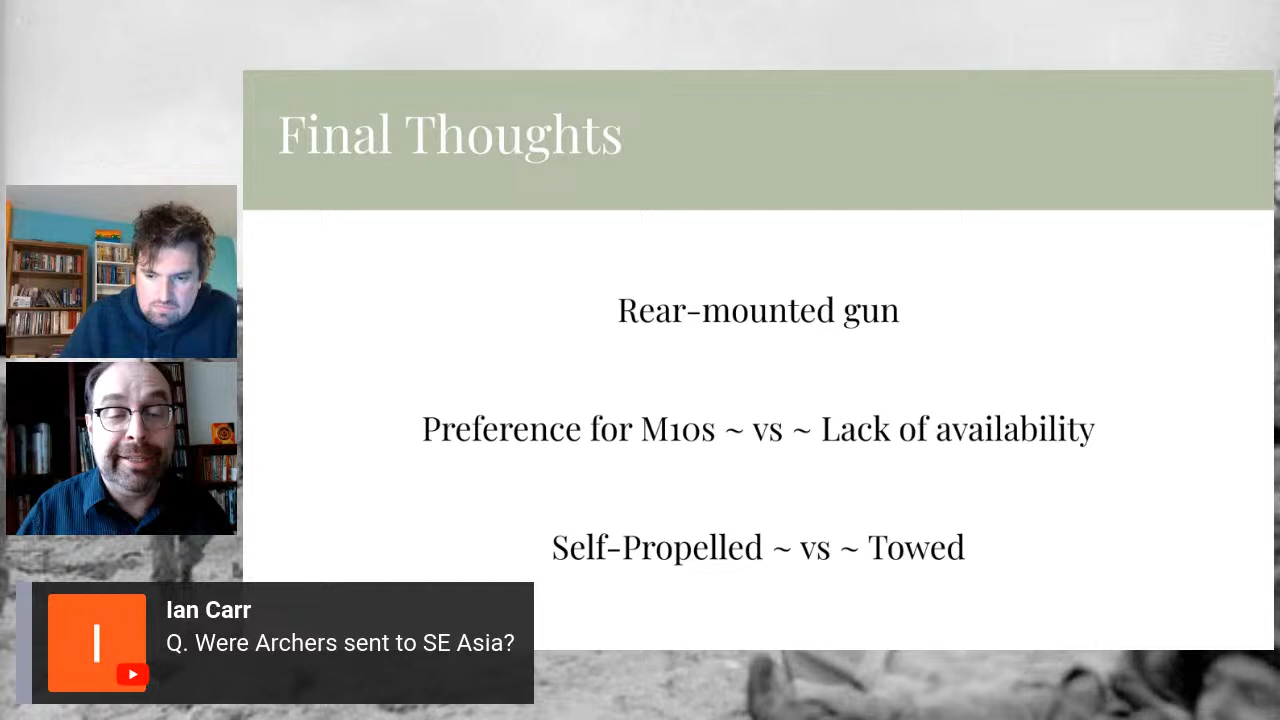 Final Thoughts
Rear-mounted gun
Preference for M10s ~ vs ~ Lack of availability
Self-Propelled ~ vs ~ Towed
I
Ian Carr
Q. Were Archers sent to SE Asia?